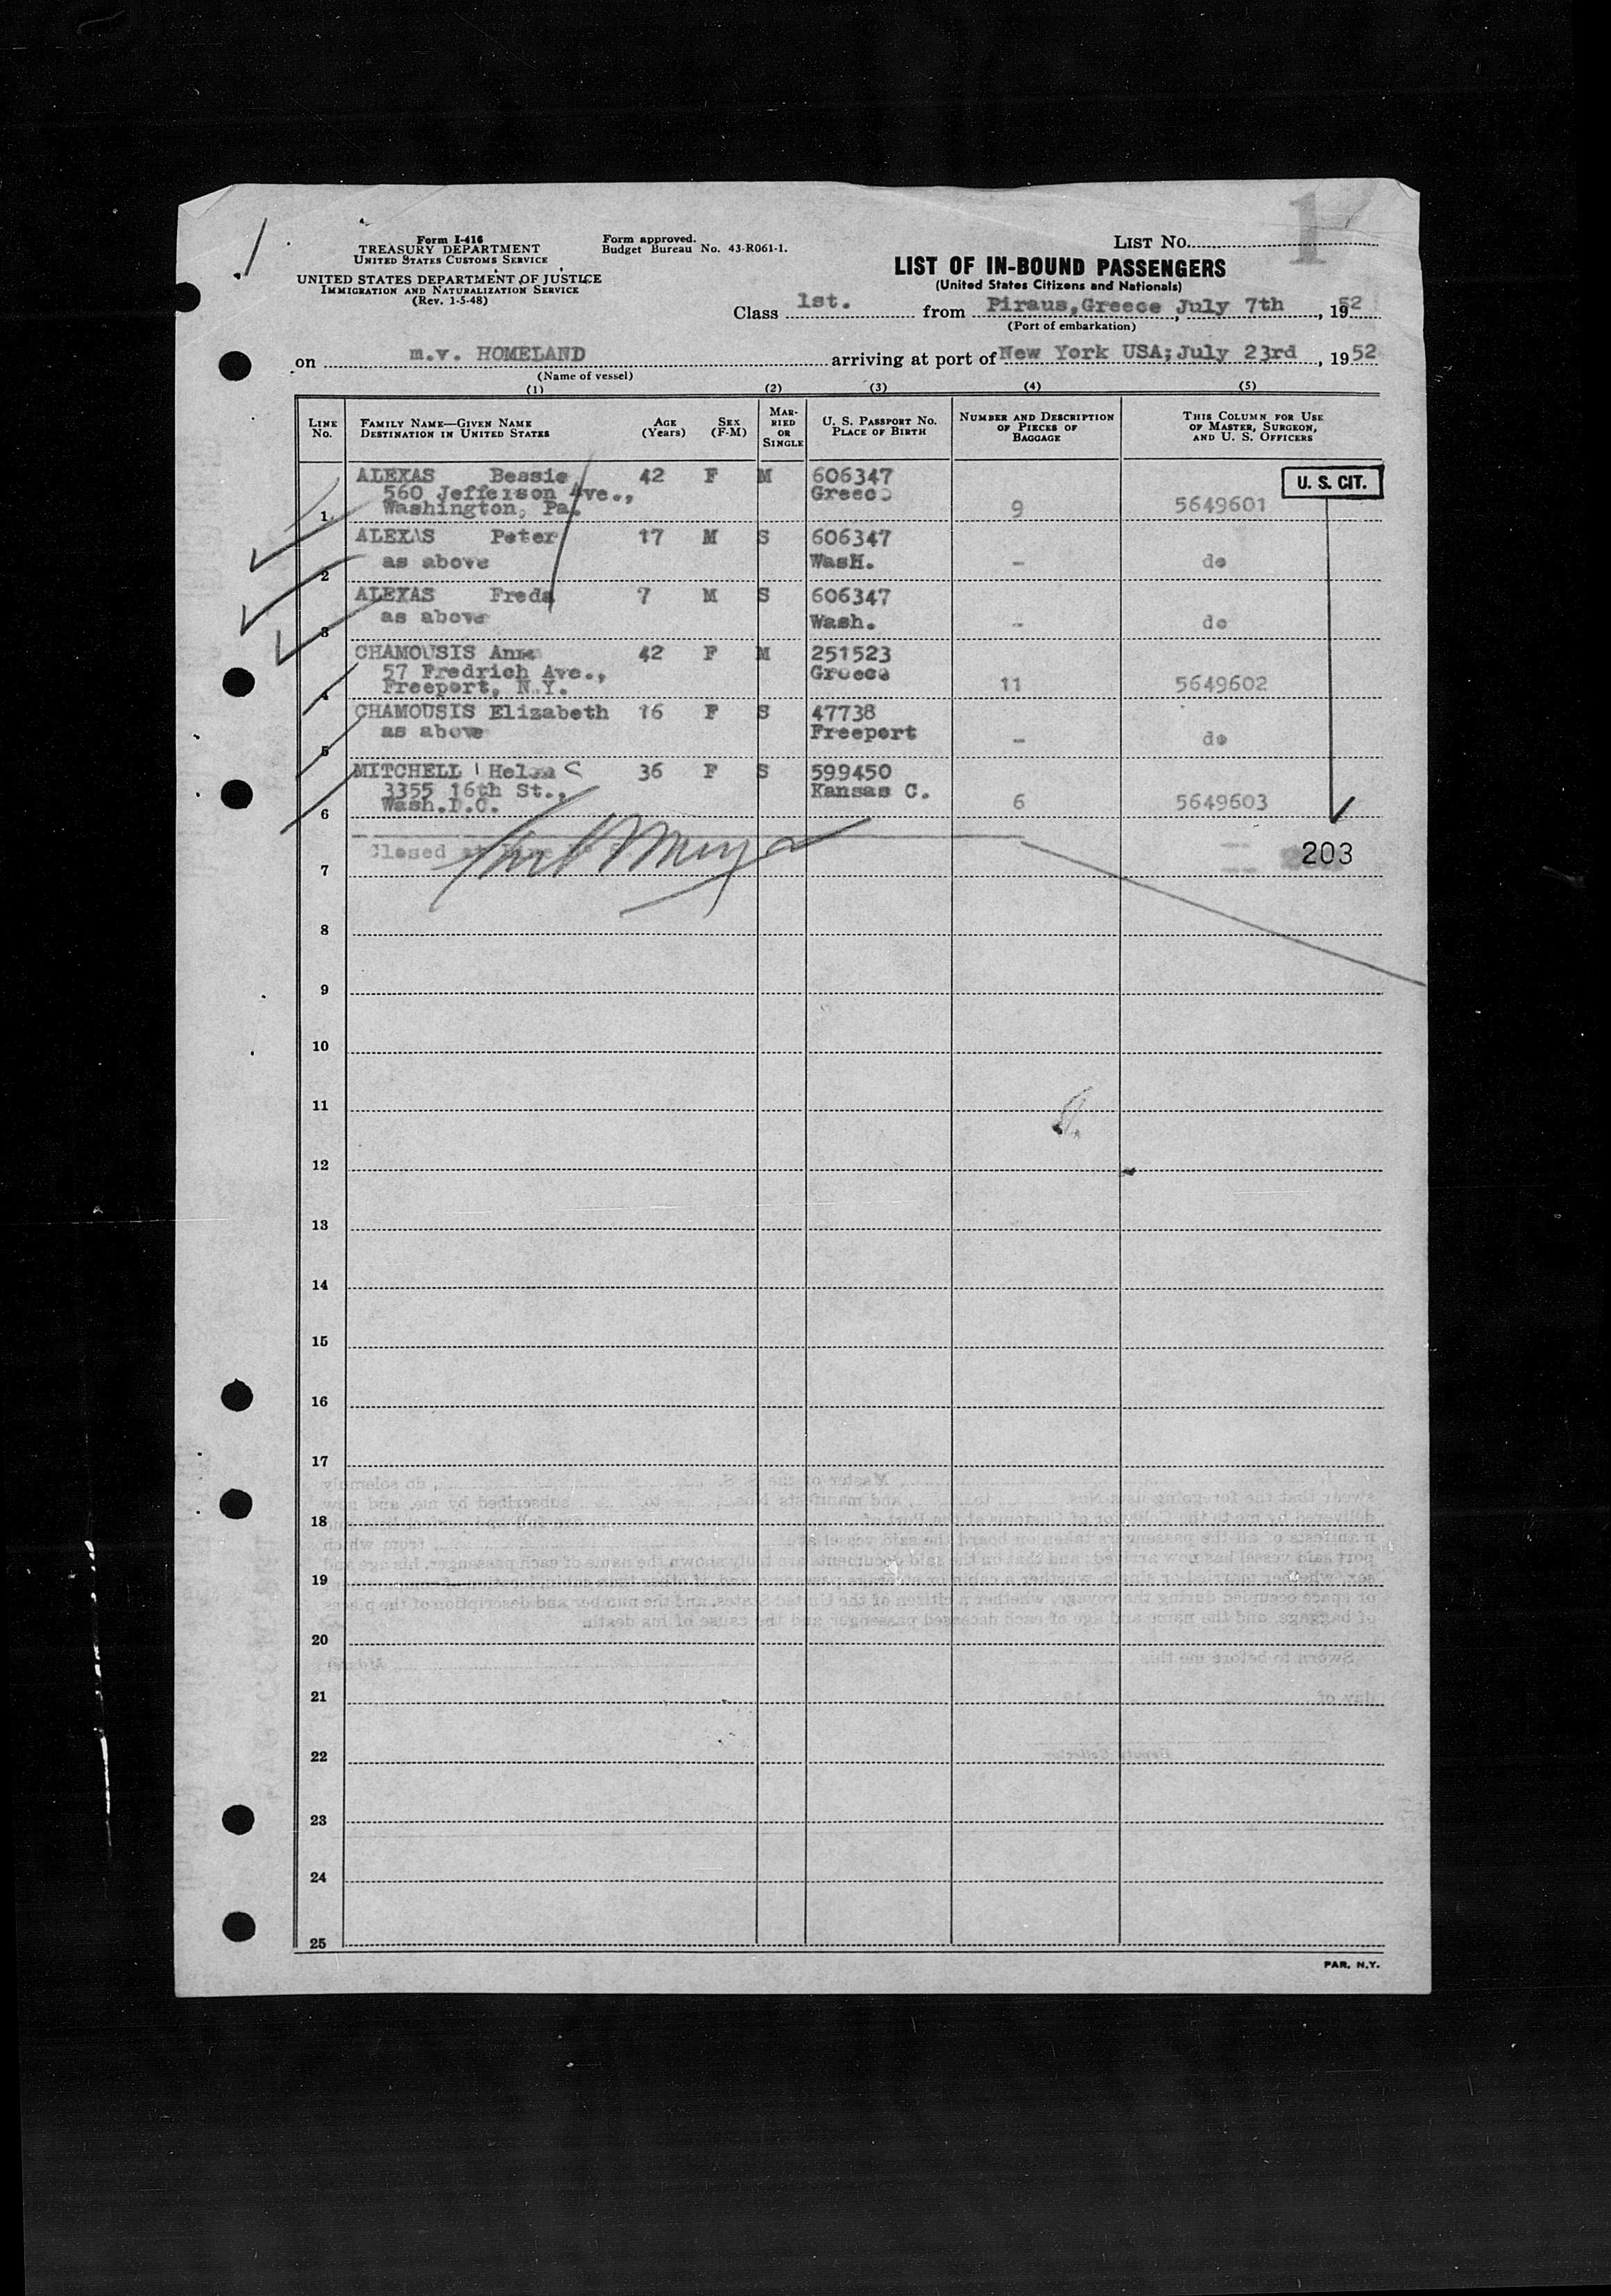 1
Form I-416
TREASURY DEPARTMENT
UNITED STATES CUSTOMS SERVICE
UNITED STATES DEPARTMENT OF JUSTICE
IMMIGRATION AND NATURALIZATION SERVICE
(Rev. 1-5-48)
Form approved.
Budget Bureau No. 43-R061-1.
LIST NO. 1
LIST OF IN-BOUND PASSENGERS
(United States Citizens and Nationals)
Class 1st. from Piraus,Greece, July 7th, 1952
(Port of embarkation)
on m.v. HOMELAND arriving at port of New York USA; July 23rd, 1952
(Name of vessel)
(1) (2) (3) (4) (5)
LINE No. FAMILY NAME—GIVEN NAME DESTINATION IN UNITED STATES AGE (Years) SEX (F-M) MARRIED OR SINGLE U. S. PASSPORT NO. PLACE OF BIRTH NUMBER AND DESCRIPTION OF PIECES OF BAGGAGE THIS COLUMN FOR USE OF MASTER, SURGEON, AND U. S. OFFICERS
U. S. CIT.
ALEXAS Bessie 42 F M 606347
560 Jefferson Ave., Greece
1 Washington, Pa. 9 5649601
ALEXAS Peter 17 M S 606347
2 as above WasH. - do
ALEXAS Freda 7 M S 606347
3 as above Wash. - do
CHAMOUSIS Anna 42 F M 251523
57 Fredrich Ave., Greece
4 Freeport, N.Y. 11 5649602
CHAMOUSIS Elizabeth 16 F S 47738
5 as above Freeport - do
MITCHELL Helen C 36 F S 599450
3355 16th St., Kansas C.
6 Wash.D.C. 6 5649603
Closed at
203
7
8
9
10
11
12
13
14
15
16
17
18
19
20
21
22
23
24
25
PAR, N.Y.